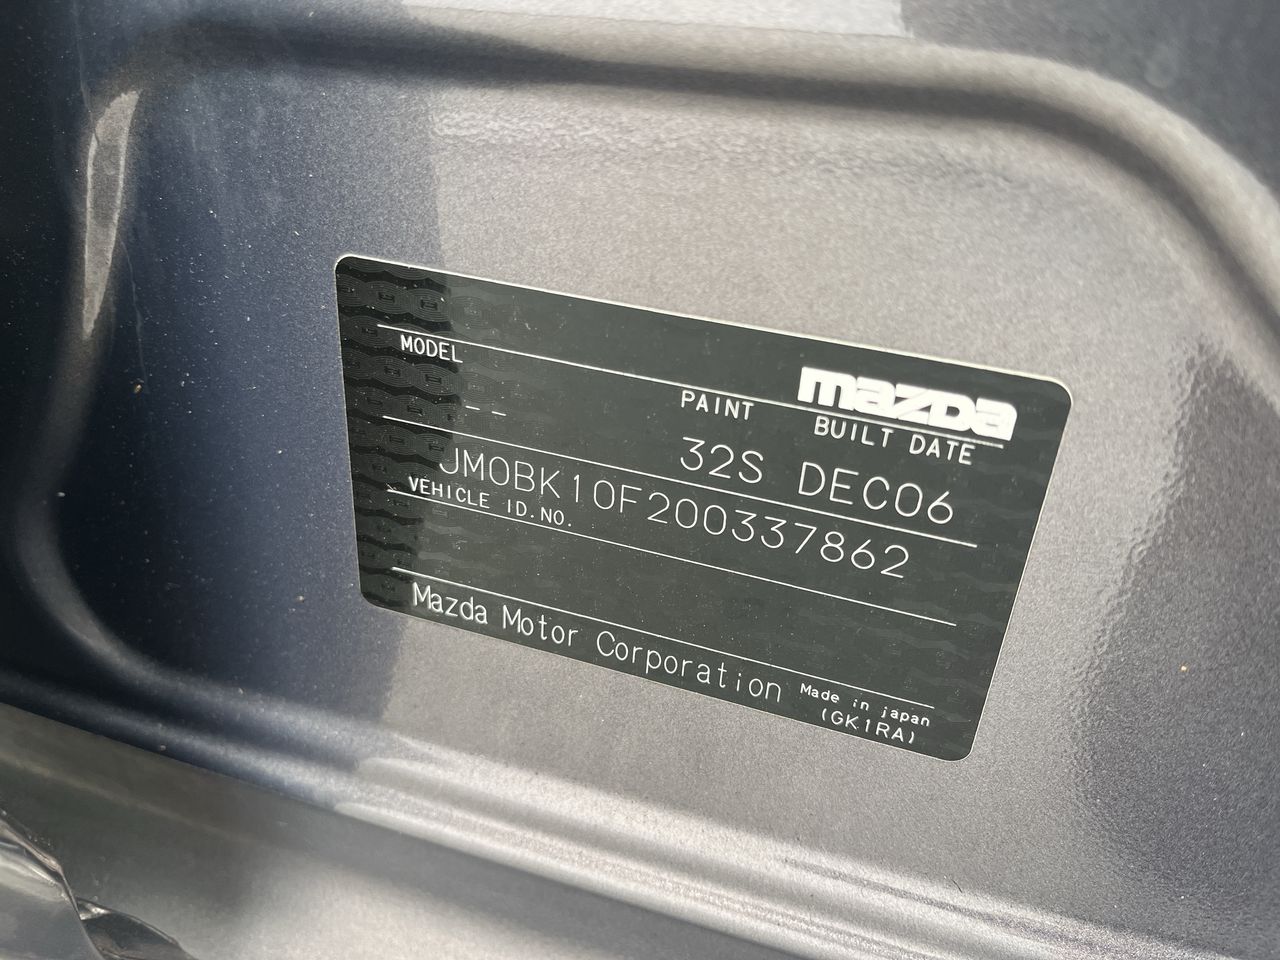 mazda
MODEL PAINT BUILT DATE
-- 32S DEC06
JM0BK10F200337862
VEHICLE ID.NO.
Mazda Motor Corporation Made in japan
(GK1RA)